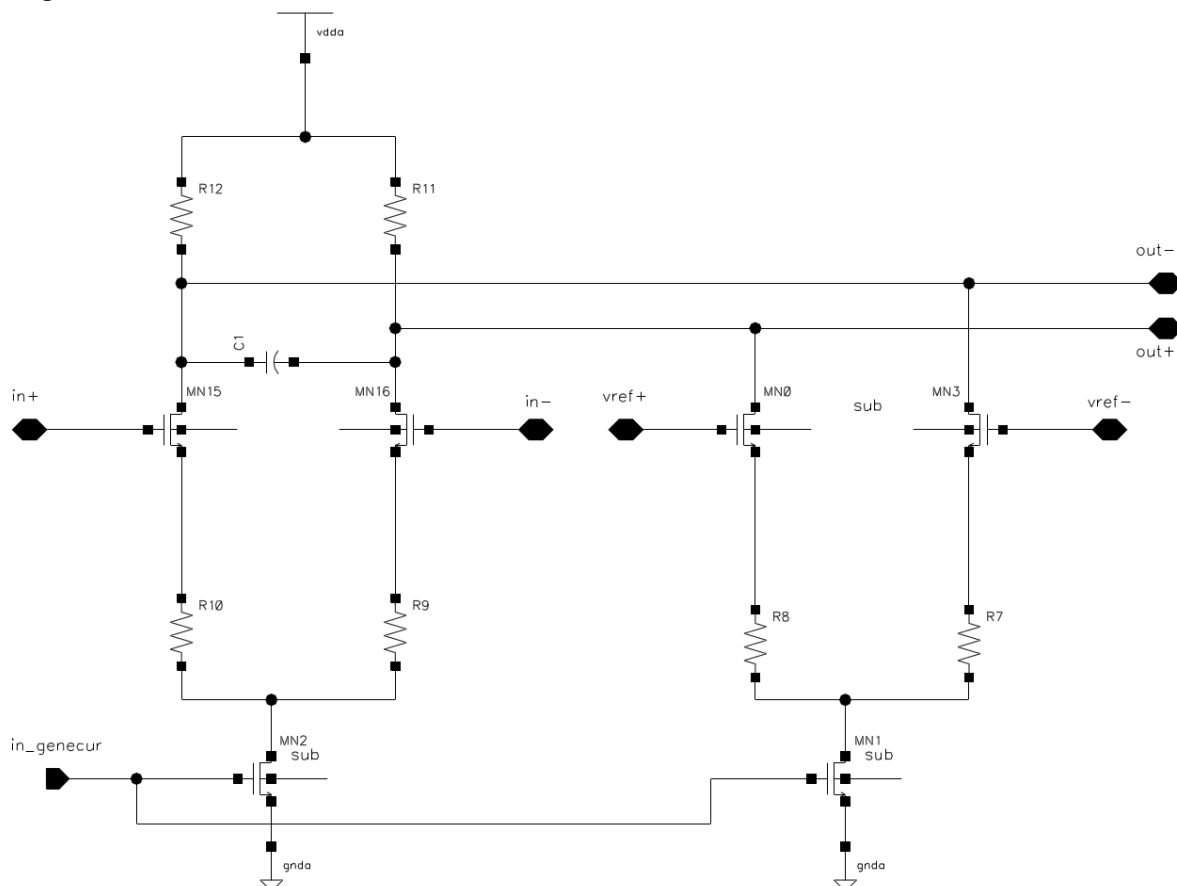 vdda
R12
R11
out-
out+
C1
MN15
MN16
MN0
MN3
in+
in-
vref+
sub
vref-
R10
R9
R8
R7
in_genecur
MN2
sub
MN1
sub
gnda
gnda